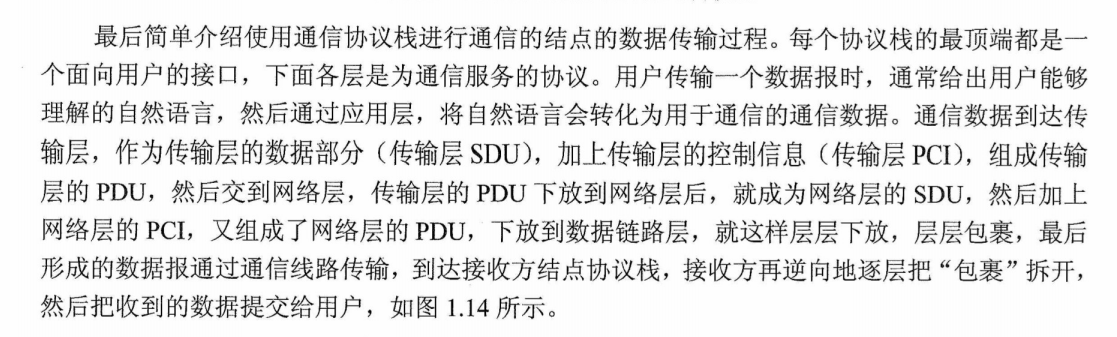 最后简单介绍使用通信协议栈进行通信的结点的数据传输过程。每个协议栈的最顶端都是一
个面向用户的接口，下面各层是为通信服务的协议。用户传输一个数据报时，通常给出用户能够
理解的自然语言，然后通过应用层，将自然语言会转化为用于通信的通信数据。通信数据到达传
输层，作为传输层的数据部分（传输层 SDU），加上传输层的控制信息（传输层 PCI），组成传输
层的 PDU，然后交到网络层，传输层的 PDU 下放到网络层后，就成为网络层的 SDU，然后加上
网络层的 PCI，又组成了网络层的 PDU，下放到数据链路层，就这样层层下放，层层包裹，最后
形成的数据报通过通信线路传输，到达接收方结点协议栈，接收方再逆向地逐层把“包裹”拆开，
然后把收到的数据提交给用户，如图 1.14 所示。